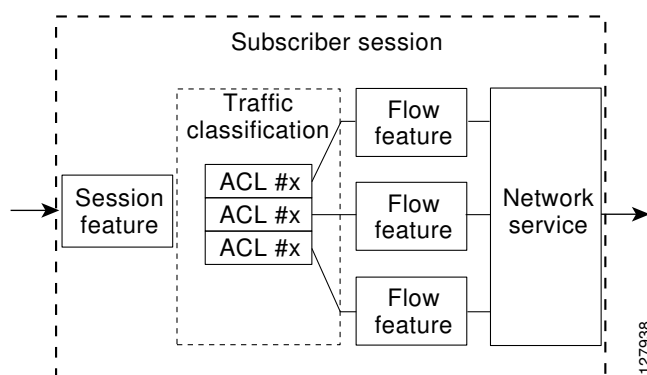 Subscriber session
Traffic
classification
Session
feature
ACL #x
ACL #x
ACL #x
Flow
feature
Flow
feature
Flow
feature
Network
service
127938